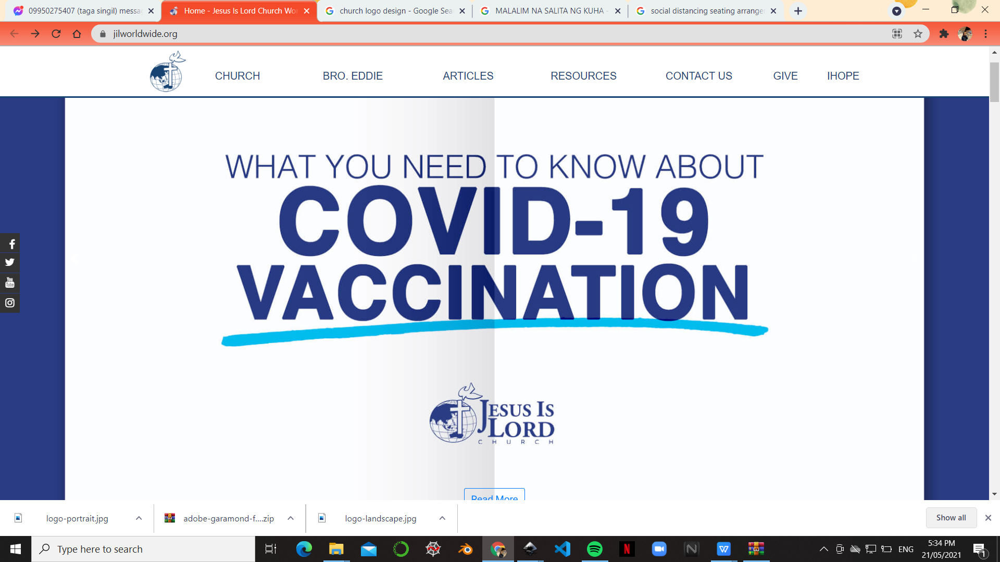 09950275407 (taga singil) messa
Home - Jesus Is Lord Church Wo
church logo design - Google Sea
MALALIM NA SALITA NG KUHA -
social distancing seating arrange
jilworldwide.org
CHURCH BRO. EDDIE ARTICLES RESOURCES CONTACT US GIVE IHOPE
WHAT YOU NEED TO KNOW ABOUT
COVID-19
VACCINATION
You
Tube
JESUS IS
LORD
CHURCH
Read More
logo-portrait.jpg
adobe-garamond-f....zip
logo-landscape.jpg
Show all
Type here to search
ENG
5:34 PM
21/05/2021
1